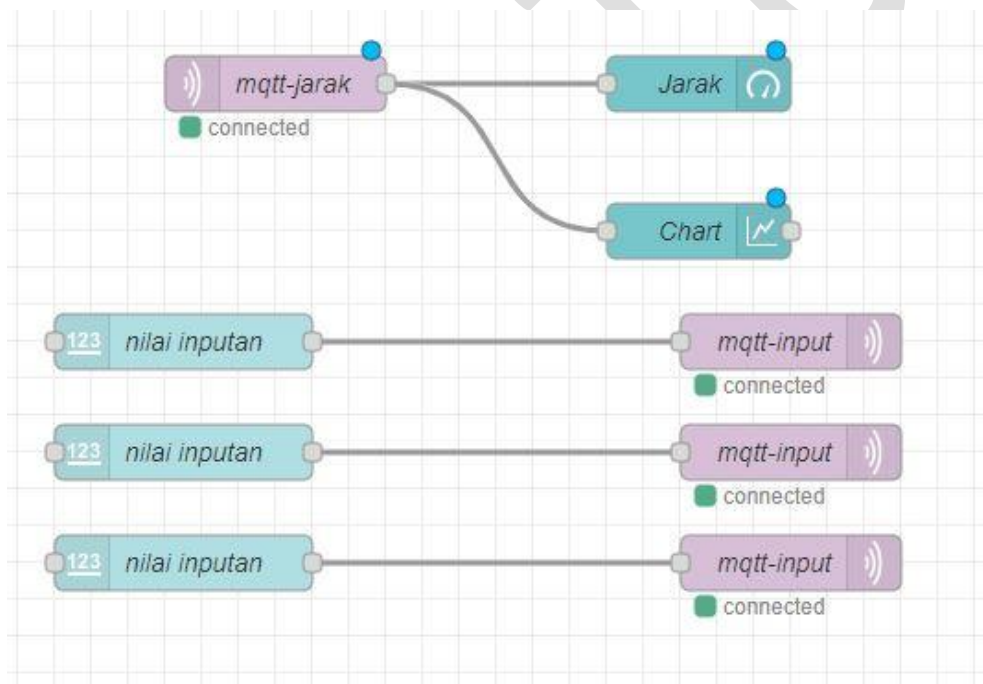 mqtt-jarak
Jarak
connected
Chart
123 nilai inputan
mqtt-input
connected
123 nilai inputan
mqtt-input
connected
123 nilai inputan
mqtt-input
connected